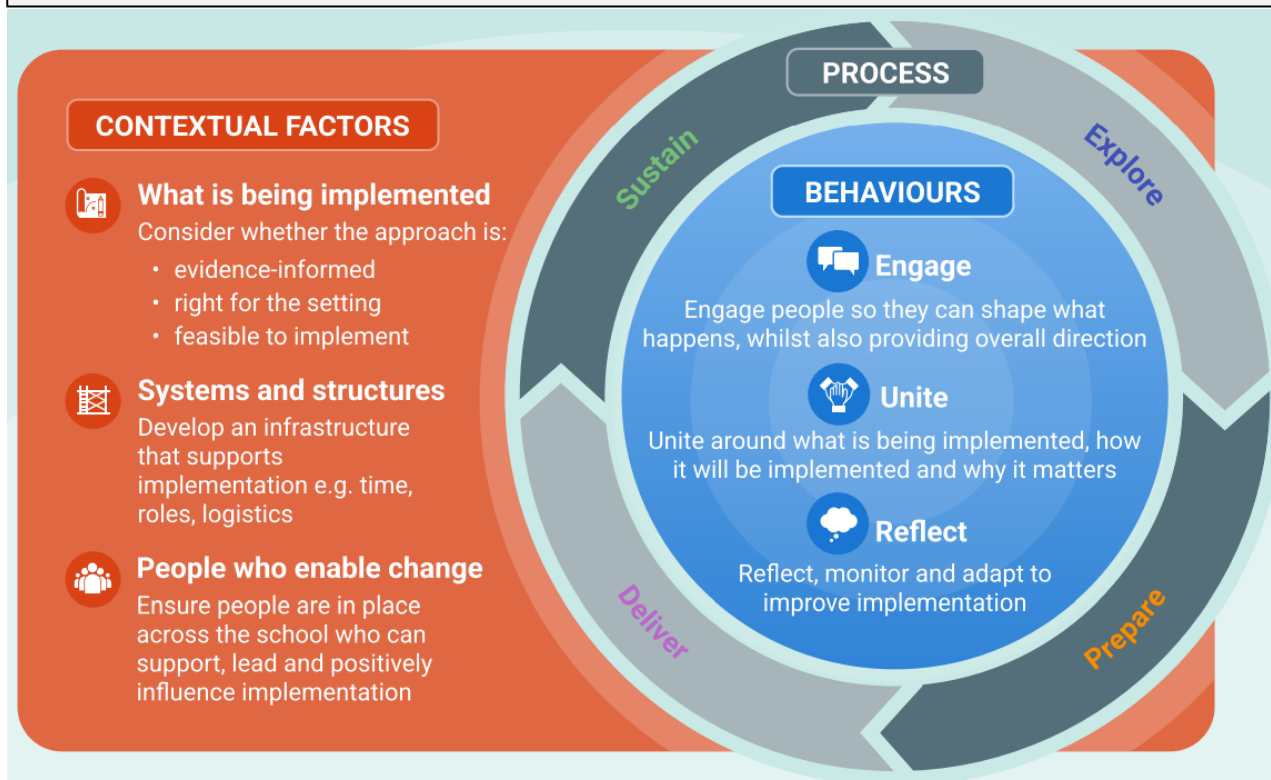 CONTEXTUAL FACTORS
What is being implemented
Consider whether the approach is:
• evidence-informed
• right for the setting
• feasible to implement
Systems and structures
Develop an infrastructure
that supports
implementation e.g. time,
roles, logistics
People who enable change
Ensure people are in place
across the school who can
support, lead and positively
influence implementation
PROCESS
Explore
Prepare
Deliver
Sustain
BEHAVIOURS
Engage
Engage people so they can shape what
happens, whilst also providing overall direction
Unite
Unite around what is being implemented, how
it will be implemented and why it matters
Reflect
Reflect, monitor and adapt to
improve implementation